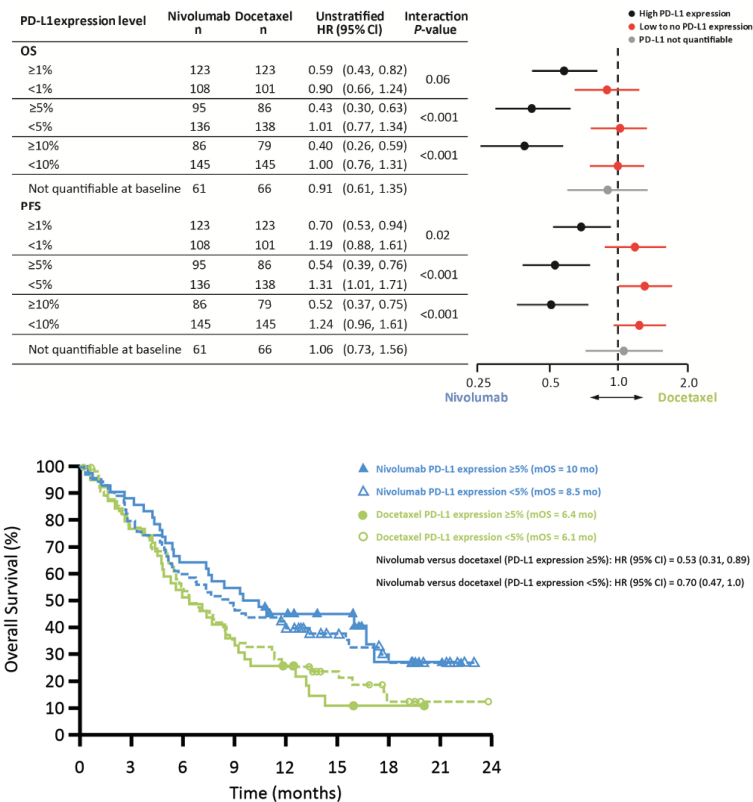 PD-L1expression level Nivolumab n Docetaxel n Unstratified HR (95% CI) Interaction P-value
High PD-L1 expression
Low to no PD-L1 expression
PD-L1 not quantifiable
OS
≥1% 123 123 0.59 (0.43, 0.82) 0.06
<1% 108 101 0.90 (0.66, 1.24)
≥5% 95 86 0.43 (0.30, 0.63) <0.001
<5% 136 138 1.01 (0.77, 1.34)
≥10% 86 79 0.40 (0.26, 0.59) <0.001
<10% 145 145 1.00 (0.76, 1.31)
Not quantifiable at baseline 61 66 0.91 (0.61, 1.35)
PFS
≥1% 123 123 0.70 (0.53, 0.94) 0.02
<1% 108 101 1.19 (0.88, 1.61)
≥5% 95 86 0.54 (0.39, 0.76) <0.001
<5% 136 138 1.31 (1.01, 1.71)
≥10% 86 79 0.52 (0.37, 0.75) <0.001
<10% 145 145 1.24 (0.96, 1.61)
Not quantifiable at baseline 61 66 1.06 (0.73, 1.56)
0.25 0.5 1.0 2.0
Nivolumab Docetaxel
Nivolumab PD-L1 expression ≥5% (mOS = 10 mo)
Nivolumab PD-L1 expression <5% (mOS = 8.5 mo)
Docetaxel PD-L1 expression ≥5% (mOS = 6.4 mo)
Docetaxel PD-L1 expression <5% (mOS = 6.1 mo)
Nivolumab versus docetaxel (PD-L1 expression ≥5%): HR (95% CI) = 0.53 (0.31, 0.89)
Nivolumab versus docetaxel (PD-L1 expression <5%): HR (95% CI) = 0.70 (0.47, 1.0)
Overall Survival (%)
100
90
80
70
60
50
40
30
20
10
0
0 3 6 9 12 15 18 21 24
Time (months)